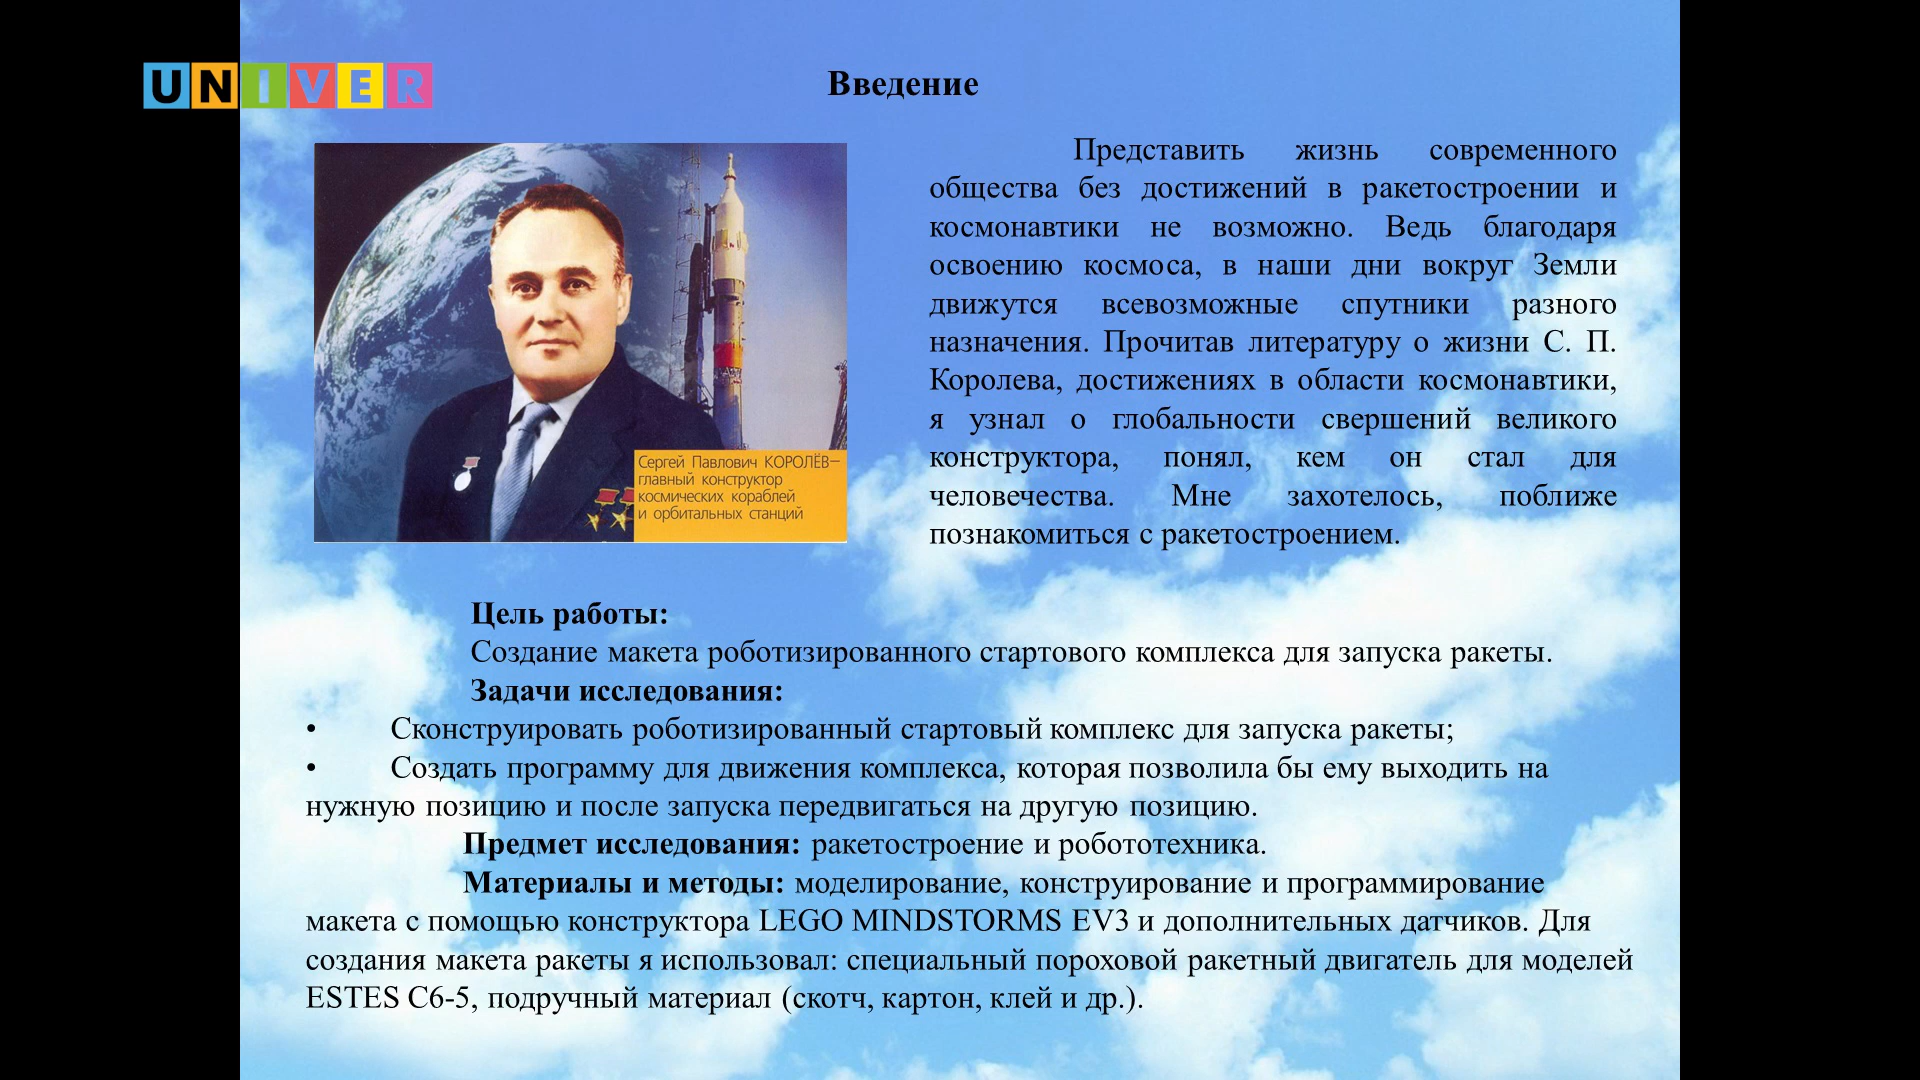 UNIVER
Введение
Представить жизнь современного
общества без достижений в ракетостроении и
космонавтики не возможно. Ведь благодаря
освоению космоса, в наши дни вокруг Земли
движутся всевозможные спутники разного
назначения. Прочитав литературу о жизни С. П.
Королева, достижениях в области космонавтики,
я узнал о глобальности свершений великого
конструктора, понял, кем он стал для
человечества. Мне захотелось, поближе
познакомиться с ракетостроением.
Сергей Павлович КОРОЛЁВ–
главный конструктор
космических кораблей
и орбитальных станций
Цель работы:
Создание макета роботизированного стартового комплекса для запуска ракеты.
Задачи исследования:
• Сконструировать роботизированный стартовый комплекс для запуска ракеты;
• Создать программу для движения комплекса, которая позволила бы ему выходить на
нужную позицию и после запуска передвигаться на другую позицию.
Предмет исследования: ракетостроение и робототехника.
Материалы и методы: моделирование, конструирование и программирование
макета с помощью конструктора LEGO MINDSTORMS EV3 и дополнительных датчиков. Для
создания макета ракеты я использовал: специальный пороховой ракетный двигатель для моделей
ESTES C6-5, подручный материал (скотч, картон, клей и др.).